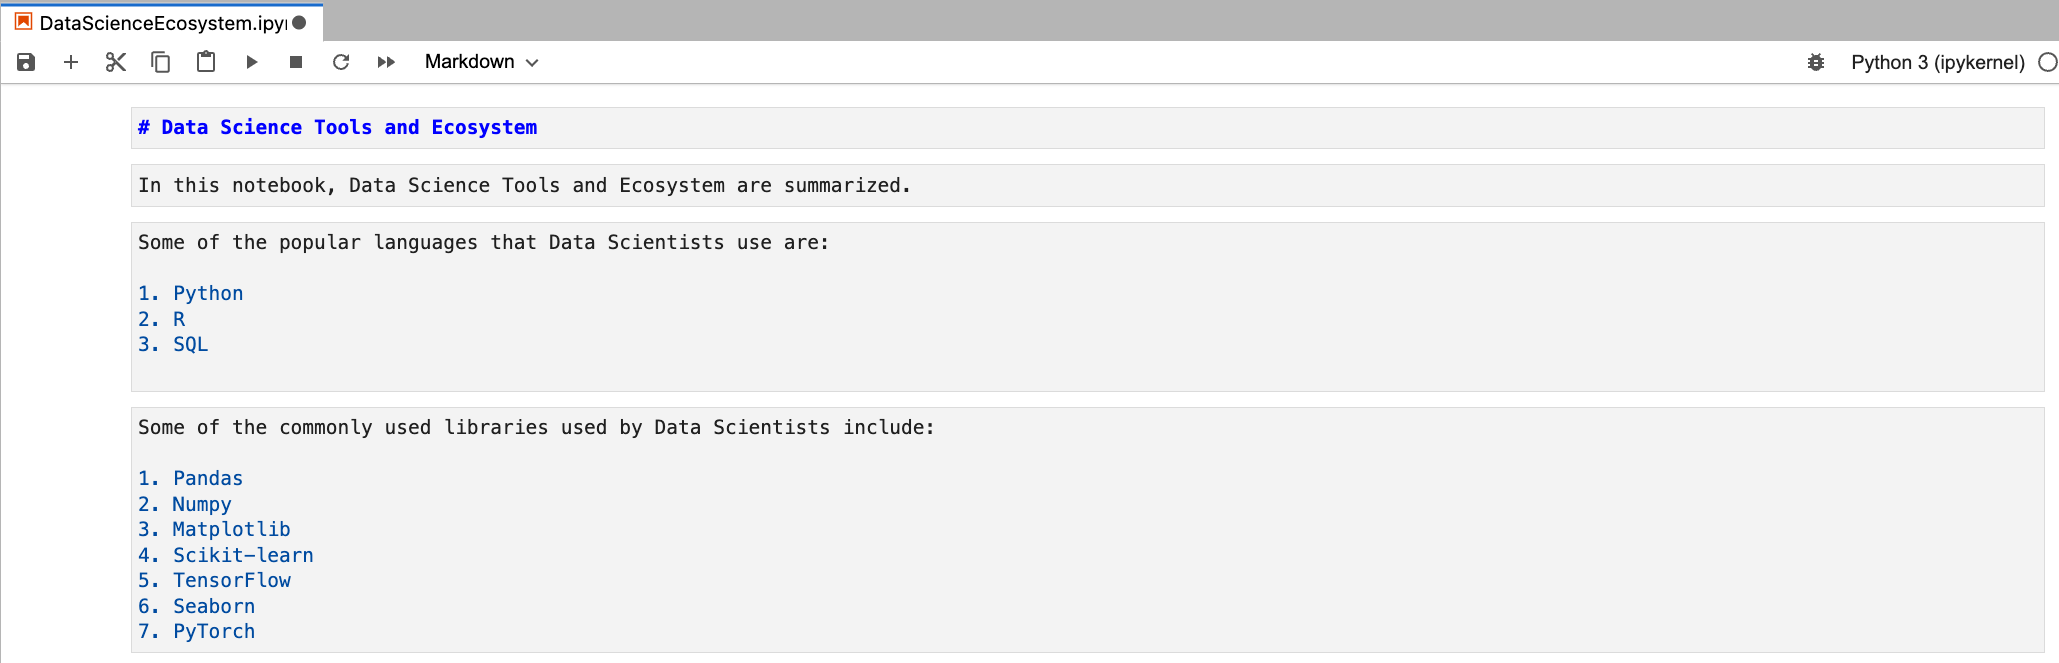 DataScienceEcosystem.ipyı
Markdown
Python 3 (ipykernel)
# Data Science Tools and Ecosystem
In this notebook, Data Science Tools and Ecosystem are summarized.
Some of the popular languages that Data Scientists use are:
1. Python
2. R
3. SQL
Some of the commonly used libraries used by Data Scientists include:
1. Pandas
2. Numpy
3. Matplotlib
4. Scikit-learn
5. TensorFlow
6. Seaborn
7. PyTorch